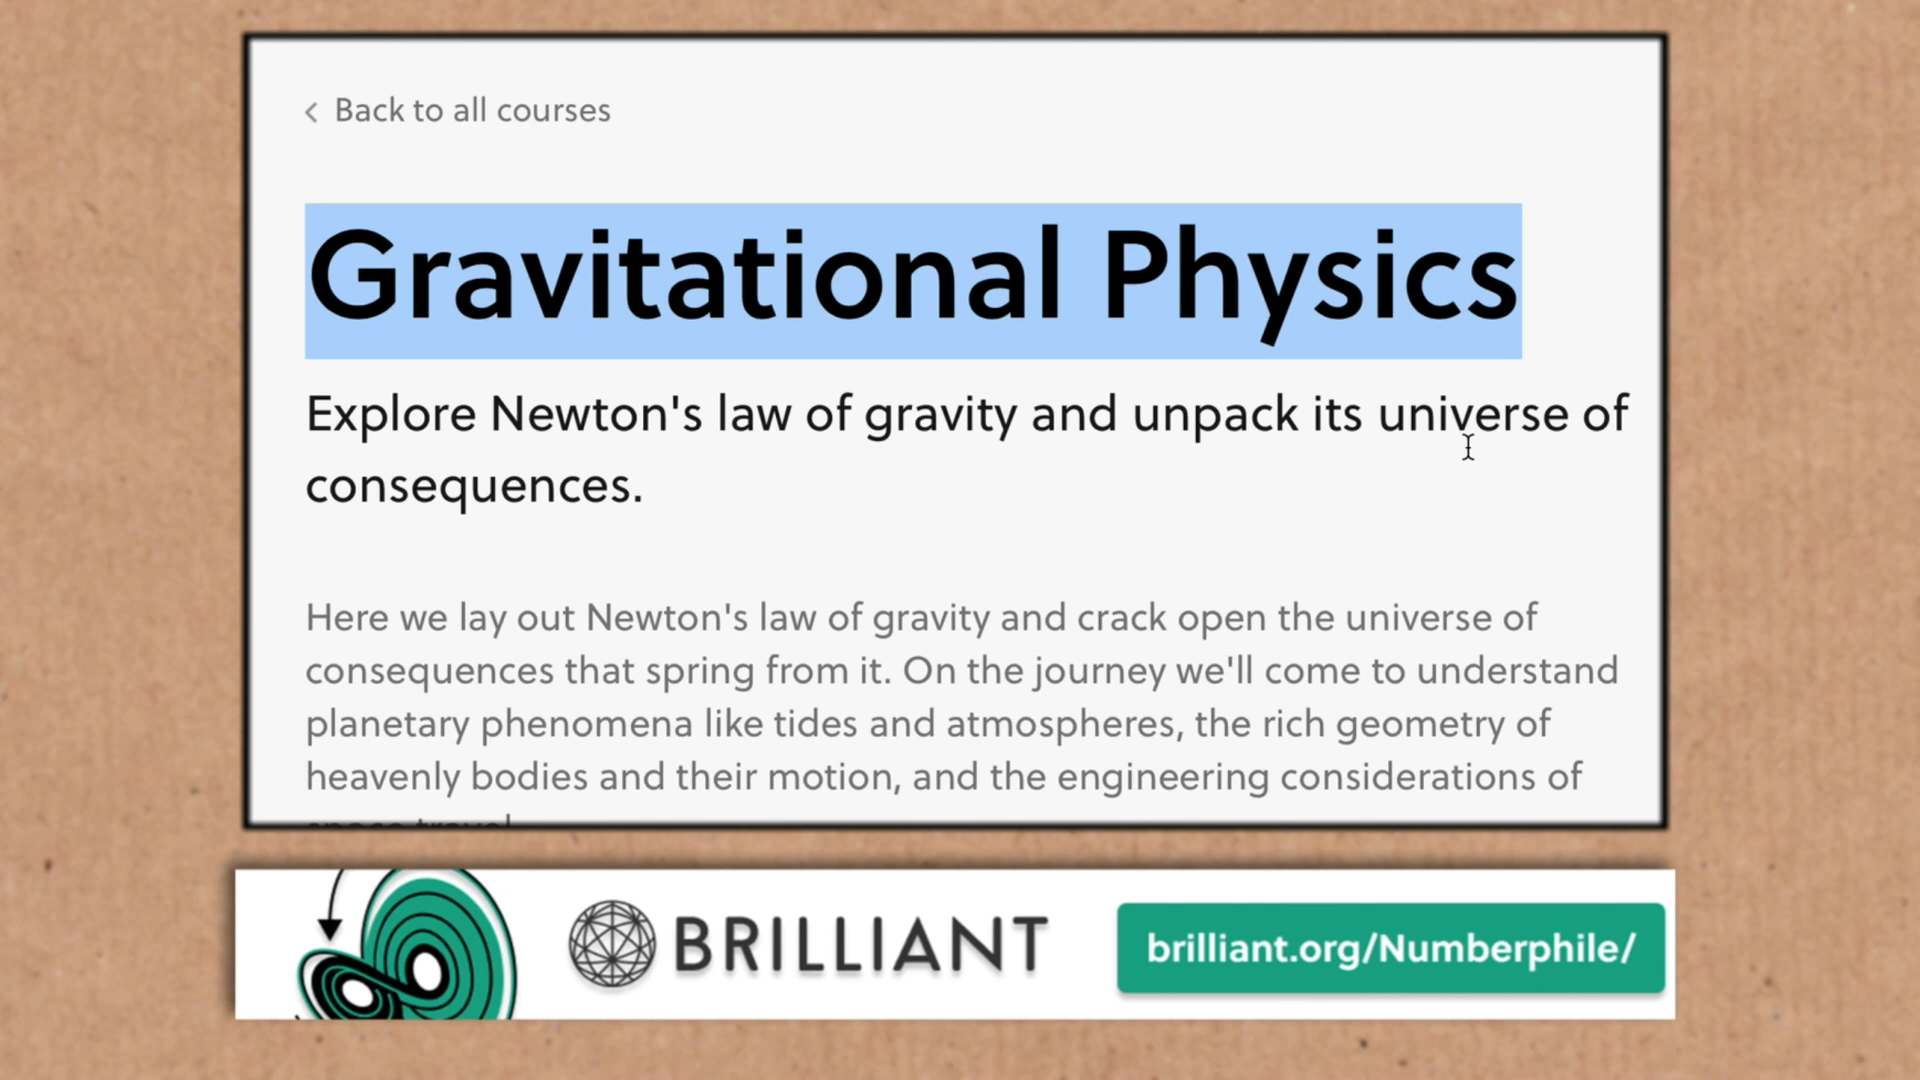 Back to all courses
Gravitational Physics
Explore Newton's law of gravity and unpack its universe of
consequences.
Here we lay out Newton's law of gravity and crack open the universe of
consequences that spring from it. On the journey we'll come to understand
planetary phenomena like tides and atmospheres, the rich geometry of
heavenly bodies and their motion, and the engineering considerations of
BRILLIANT
brilliant.org/Numberphile/